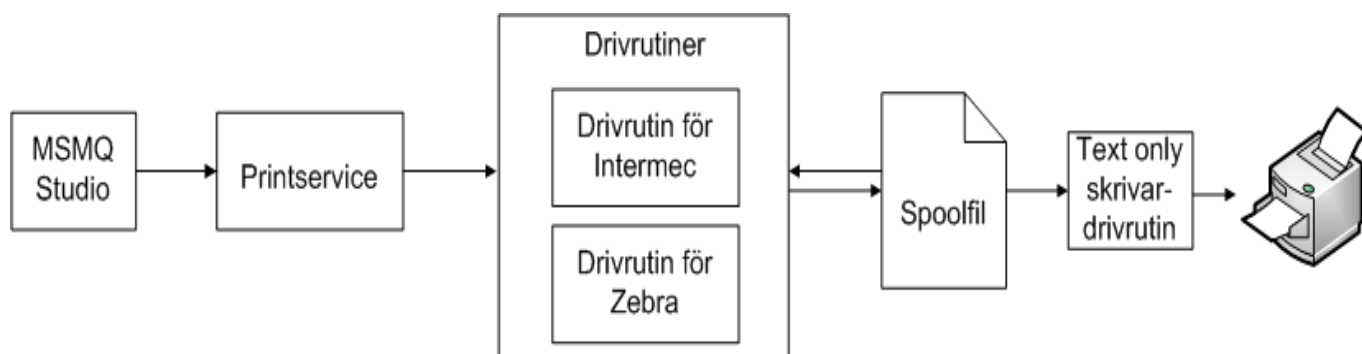 MSMQ
Studio
Printservice
Drivrutiner
Drivrutin för
Intermec
Drivrutin för
Zebra
Spoolfil
Text only
skrivar-
drivrutin